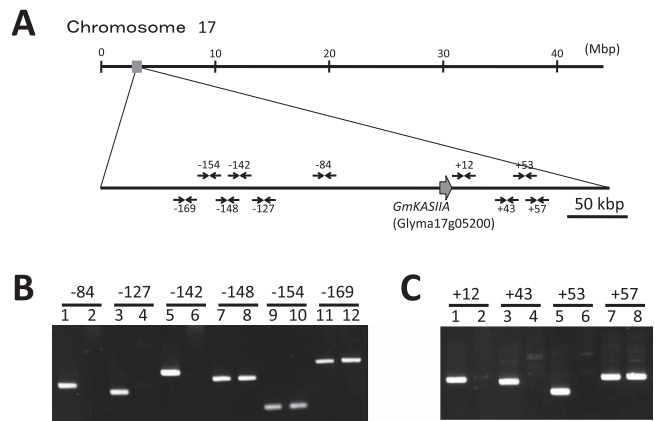 A
Chromosome 17
0 10 20 30 40 (Mbp)
-154 -142 -84 +12 +53
-169 -148 -127 +43 +57
GmKASIIA
(Glyma17g05200)
50 kbp
B
-84 -127 -142 -148 -154 -169
1 2 3 4 5 6 7 8 9 10 11 12
C
+12 +43 +53 +57
1 2 3 4 5 6 7 8